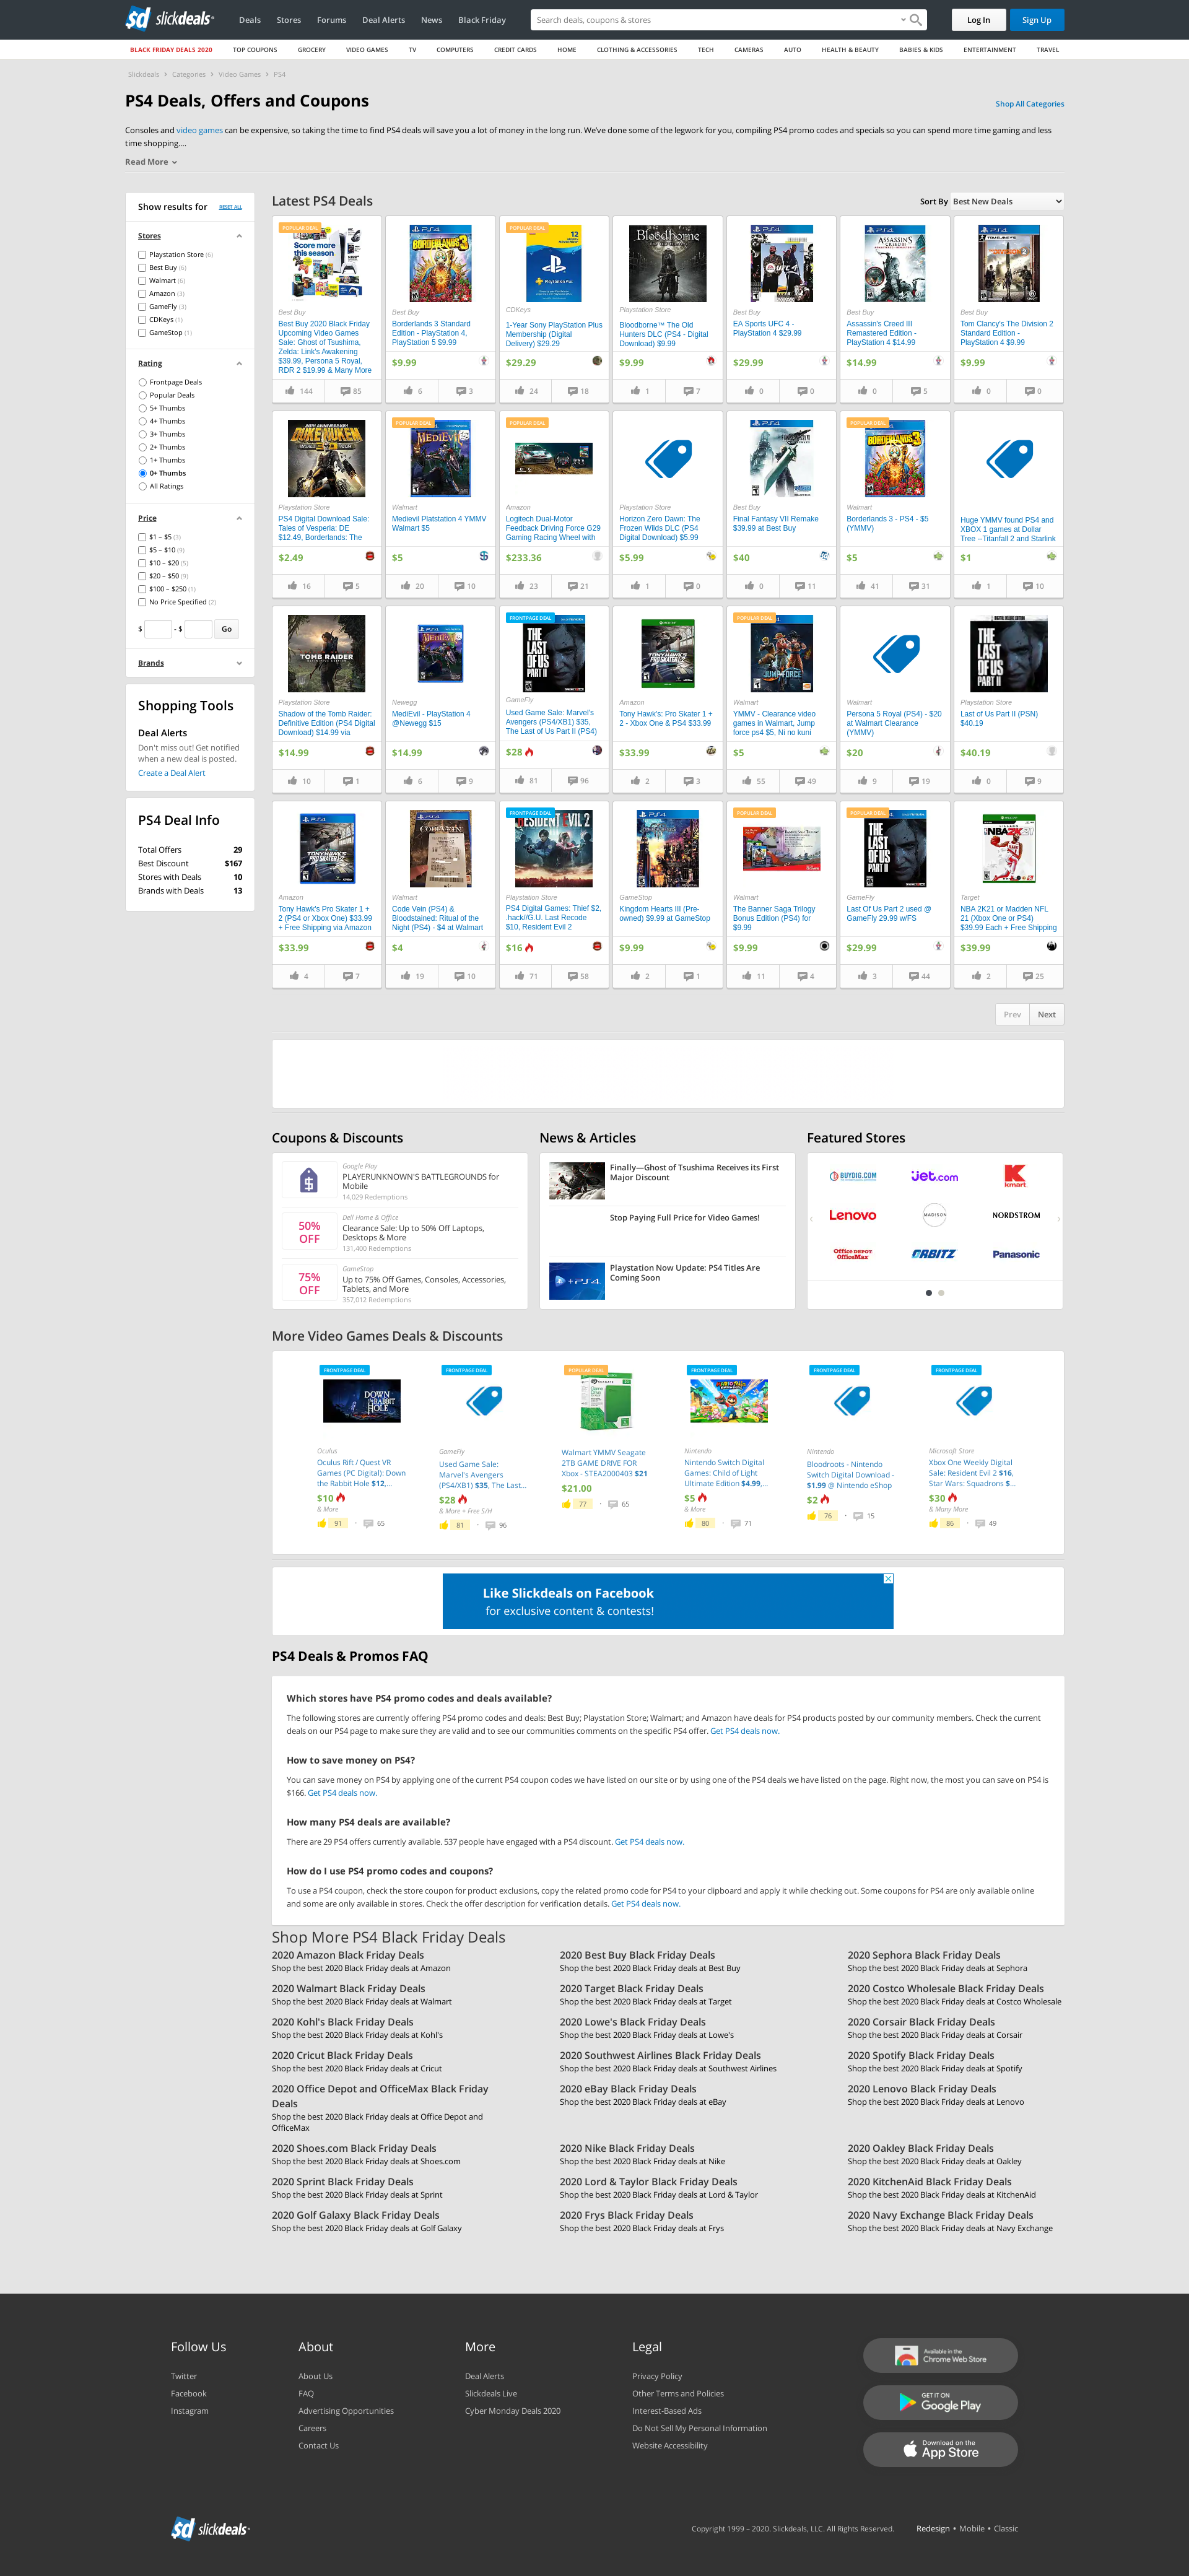 slickdeals
Deals
Stores
Forums
Deal Alerts
News
Black Friday
Search deals, coupons & stores
Log In
Sign Up
BLACK FRIDAY DEALS 2020
TOP COUPONS
GROCERY
VIDEO GAMES
TV
COMPUTERS
CREDIT CARDS
HOME
CLOTHING & ACCESSORIES
TECH
CAMERAS
AUTO
HEALTH & BEAUTY
BABIES & KIDS
ENTERTAINMENT
TRAVEL
Slickdeals › Categories › Video Games › PS4
PS4 Deals, Offers and Coupons
Shop All Categories
Consoles and video games can be expensive, so taking the time to find PS4 deals will save you a lot of money in the long run. We've done some of the legwork for you, compiling PS4 promo codes and specials so you can spend more time gaming and less
time shopping....
Read More
Show results for
RESET ALL
Stores
Playstation Store (6)
Best Buy (6)
Walmart (6)
Amazon (3)
GameFly (3)
CDKeys (1)
GameStop (1)
Rating
Frontpage Deals
Popular Deals
5+ Thumbs
4+ Thumbs
3+ Thumbs
2+ Thumbs
1+ Thumbs
0+ Thumbs
All Ratings
Price
$1 – $5 (3)
$5 – $10 (9)
$10 – $20 (5)
$20 – $50 (9)
$100 – $250 (1)
No Price Specified (2)
$ - $ Go
Brands
Shopping Tools
Deal Alerts
Don't miss out! Get notified
when a new deal is posted.
Create a Deal Alert
PS4 Deal Info
Total Offers 29
Best Discount $167
Stores with Deals 10
Brands with Deals 13
Latest PS4 Deals
Sort By Best New Deals
POPULAR DEAL
Score more
this season
Best Buy
Best Buy 2020 Black Friday
Upcoming Video Games
Sale: Ghost of Tsushima,
Zelda: Link's Awakening
$39.99, Persona 5 Royal,
RDR 2 $19.99 & Many More
144 85
Best Buy
Borderlands 3 Standard
Edition - PlayStation 4,
PlayStation 5 $9.99
$9.99
6 3
POPULAR DEAL
12
CDKeys
1-Year Sony PlayStation Plus
Membership (Digital
Delivery) $29.29
$29.29
24 18
Bloodborne
Playstation Store
Bloodborne™ The Old
Hunters DLC (PS4 - Digital
Download) $9.99
$9.99
1 7
Best Buy
EA Sports UFC 4 -
PlayStation 4 $29.99
$29.99
0 0
Best Buy
Assassin's Creed III
Remastered Edition -
PlayStation 4 $14.99
$14.99
0 5
Best Buy
Tom Clancy's The Division 2
Standard Edition -
PlayStation 4 $9.99
$9.99
0 0
DUKE NUKEM
Playstation Store
PS4 Digital Download Sale:
Tales of Vesperia: DE
$12.49, Borderlands: The
$2.49
16 5
POPULAR DEAL
MEDIEVIL
Walmart
Medievil Platstation 4 YMMV
Walmart $5
$5
20 10
POPULAR DEAL
Amazon
Logitech Dual-Motor
Feedback Driving Force G29
Gaming Racing Wheel with
$233.36
23 21
Playstation Store
Horizon Zero Dawn: The
Frozen Wilds DLC (PS4
Digital Download) $5.99
$5.99
1 0
Best Buy
Final Fantasy VII Remake
$39.99 at Best Buy
$40
0 11
POPULAR DEAL
BORDERLANDS 3
Walmart
Borderlands 3 - PS4 - $5
(YMMV)
$5
41 31
Huge YMMV found PS4 and
XBOX 1 games at Dollar
Tree --Titanfall 2 and Starlink
$1
1 10
TOMB RAIDER
Playstation Store
Shadow of the Tomb Raider:
Definitive Edition (PS4 Digital
Download) $14.99 via
$14.99
10 1
Newegg
MediEvil - PlayStation 4
@Newegg $15
$14.99
6 9
FRONTPAGE DEAL
THE LAST OF US PART II
GameFly
Used Game Sale: Marvel's
Avengers (PS4/XB1) $35,
The Last of Us Part II (PS4)
$28
81 96
Amazon
Tony Hawk's: Pro Skater 1 +
2 - Xbox One & PS4 $33.99
$33.99
2 3
POPULAR DEAL
JUMP FORCE
Walmart
YMMV - Clearance video
games in Walmart, Jump
force ps4 $5, Ni no kuni
$5
55 49
Walmart
Persona 5 Royal (PS4) - $20
at Walmart Clearance
(YMMV)
$20
9 19
THE LAST OF US PART II
Playstation Store
Last of Us Part II (PSN)
$40.19
$40.19
0 9
Amazon
Tony Hawk's Pro Skater 1 +
2 (PS4 or Xbox One) $33.99
+ Free Shipping via Amazon
$33.99
4 7
CODE VEIN
Walmart
Code Vein (PS4) &
Bloodstained: Ritual of the
Night (PS4) - $4 at Walmart
$4
19 10
FRONTPAGE DEAL
RESIDENT EVIL 2
Playstation Store
PS4 Digital Games: Thief $2,
.hack//G.U. Last Recode
$10, Resident Evil 2
$16
71 58
GameStop
Kingdom Hearts III (Pre-
owned) $9.99 at GameStop
$9.99
2 1
POPULAR DEAL
Walmart
The Banner Saga Trilogy
Bonus Edition (PS4) for
$9.99
$9.99
11 4
POPULAR DEAL
THE LAST OF US PART II
GameFly
Last Of Us Part 2 used @
GameFly 29.99 w/FS
$29.99
3 44
NBA 2K21
Target
NBA 2K21 or Madden NFL
21 (Xbox One or PS4)
$39.99 Each + Free Shipping
$39.99
2 25
Prev Next
Coupons & Discounts
Google Play
PLAYERUNKNOWN'S BATTLEGROUNDS for
Mobile
14,029 Redemptions
50%
OFF
Dell Home & Office
Clearance Sale: Up to 50% Off Laptops,
Desktops & More
131,400 Redemptions
75%
OFF
GameStop
Up to 75% Off Games, Consoles, Accessories,
Tablets, and More
357,012 Redemptions
News & Articles
Finally—Ghost of Tsushima Receives its First
Major Discount
Stop Paying Full Price for Video Games!
+PS4
Playstation Now Update: PS4 Titles Are
Coming Soon
Featured Stores
BUYDIG.COM
Jet.com
kmart
Lenovo
MADISON
NORDSTROM
Office DEPOT
OfficeMax
ORBITZ
Panasonic
More Video Games Deals & Discounts
FRONTPAGE DEAL
DOWN THE RABBIT HOLE
Oculus
Oculus Rift / Quest VR
Games (PC Digital): Down
the Rabbit Hole $12,...
$10
& More
91 • 65
FRONTPAGE DEAL
GameFly
Used Game Sale:
Marvel's Avengers
(PS4/XB1) $35, The Last...
$28
& More + Free S/H
81 • 96
POPULAR DEAL
Walmart YMMV Seagate
2TB GAME DRIVE FOR
Xbox - STEA2000403 $21
$21.00
77 • 65
FRONTPAGE DEAL
Nintendo
Nintendo Switch Digital
Games: Child of Light
Ultimate Edition $4.99,...
$5
& More
80 • 71
FRONTPAGE DEAL
Nintendo
Bloodroots - Nintendo
Switch Digital Download -
$1.99 @ Nintendo eShop
$2
76 • 15
FRONTPAGE DEAL
Microsoft Store
Xbox One Weekly Digital
Sale: Resident Evil 2 $16,
Star Wars: Squadrons $...
$30
& Many More
86 • 49
Like Slickdeals on Facebook
for exclusive content & contests!
PS4 Deals & Promos FAQ
Which stores have PS4 promo codes and deals available?
The following stores are currently offering PS4 promo codes and deals: Best Buy; Playstation Store; Walmart; and Amazon have deals for PS4 products posted by our community members. Check the current
deals on our PS4 page to make sure they are valid and to see our communities comments on the specific PS4 offer. Get PS4 deals now.
How to save money on PS4?
You can save money on PS4 by applying one of the current PS4 coupon codes we have listed on our site or by using one of the PS4 deals we have listed on the page. Right now, the most you can save on PS4 is
$166. Get PS4 deals now.
How many PS4 deals are available?
There are 29 PS4 offers currently available. 537 people have engaged with a PS4 discount. Get PS4 deals now.
How do I use PS4 promo codes and coupons?
To use a PS4 coupon, check the store coupon for product exclusions, copy the related promo code for PS4 to your clipboard and apply it while checking out. Some coupons for PS4 are only available online
and some are only available in stores. Check the offer description for verification details. Get PS4 deals now.
Shop More PS4 Black Friday Deals
2020 Amazon Black Friday Deals
Shop the best 2020 Black Friday deals at Amazon
2020 Best Buy Black Friday Deals
Shop the best 2020 Black Friday deals at Best Buy
2020 Sephora Black Friday Deals
Shop the best 2020 Black Friday deals at Sephora
2020 Walmart Black Friday Deals
Shop the best 2020 Black Friday deals at Walmart
2020 Target Black Friday Deals
Shop the best 2020 Black Friday deals at Target
2020 Costco Wholesale Black Friday Deals
Shop the best 2020 Black Friday deals at Costco Wholesale
2020 Kohl's Black Friday Deals
Shop the best 2020 Black Friday deals at Kohl's
2020 Lowe's Black Friday Deals
Shop the best 2020 Black Friday deals at Lowe's
2020 Corsair Black Friday Deals
Shop the best 2020 Black Friday deals at Corsair
2020 Cricut Black Friday Deals
Shop the best 2020 Black Friday deals at Cricut
2020 Southwest Airlines Black Friday Deals
Shop the best 2020 Black Friday deals at Southwest Airlines
2020 Spotify Black Friday Deals
Shop the best 2020 Black Friday deals at Spotify
2020 Office Depot and OfficeMax Black Friday
Deals
Shop the best 2020 Black Friday deals at Office Depot and
OfficeMax
2020 eBay Black Friday Deals
Shop the best 2020 Black Friday deals at eBay
2020 Lenovo Black Friday Deals
Shop the best 2020 Black Friday deals at Lenovo
2020 Shoes.com Black Friday Deals
Shop the best 2020 Black Friday deals at Shoes.com
2020 Nike Black Friday Deals
Shop the best 2020 Black Friday deals at Nike
2020 Oakley Black Friday Deals
Shop the best 2020 Black Friday deals at Oakley
2020 Sprint Black Friday Deals
Shop the best 2020 Black Friday deals at Sprint
2020 Lord & Taylor Black Friday Deals
Shop the best 2020 Black Friday deals at Lord & Taylor
2020 KitchenAid Black Friday Deals
Shop the best 2020 Black Friday deals at KitchenAid
2020 Golf Galaxy Black Friday Deals
Shop the best 2020 Black Friday deals at Golf Galaxy
2020 Frys Black Friday Deals
Shop the best 2020 Black Friday deals at Frys
2020 Navy Exchange Black Friday Deals
Shop the best 2020 Black Friday deals at Navy Exchange
Follow Us
Twitter
Facebook
Instagram
About
About Us
FAQ
Advertising Opportunities
Careers
Contact Us
More
Deal Alerts
Slickdeals Live
Cyber Monday Deals 2020
Legal
Privacy Policy
Other Terms and Policies
Interest-Based Ads
Do Not Sell My Personal Information
Website Accessibility
Available in the
Chrome Web Store
GET IT ON
Google Play
Download on the
App Store
slickdeals
Copyright 1999 – 2020. Slickdeals, LLC. All Rights Reserved.
Redesign • Mobile • Classic